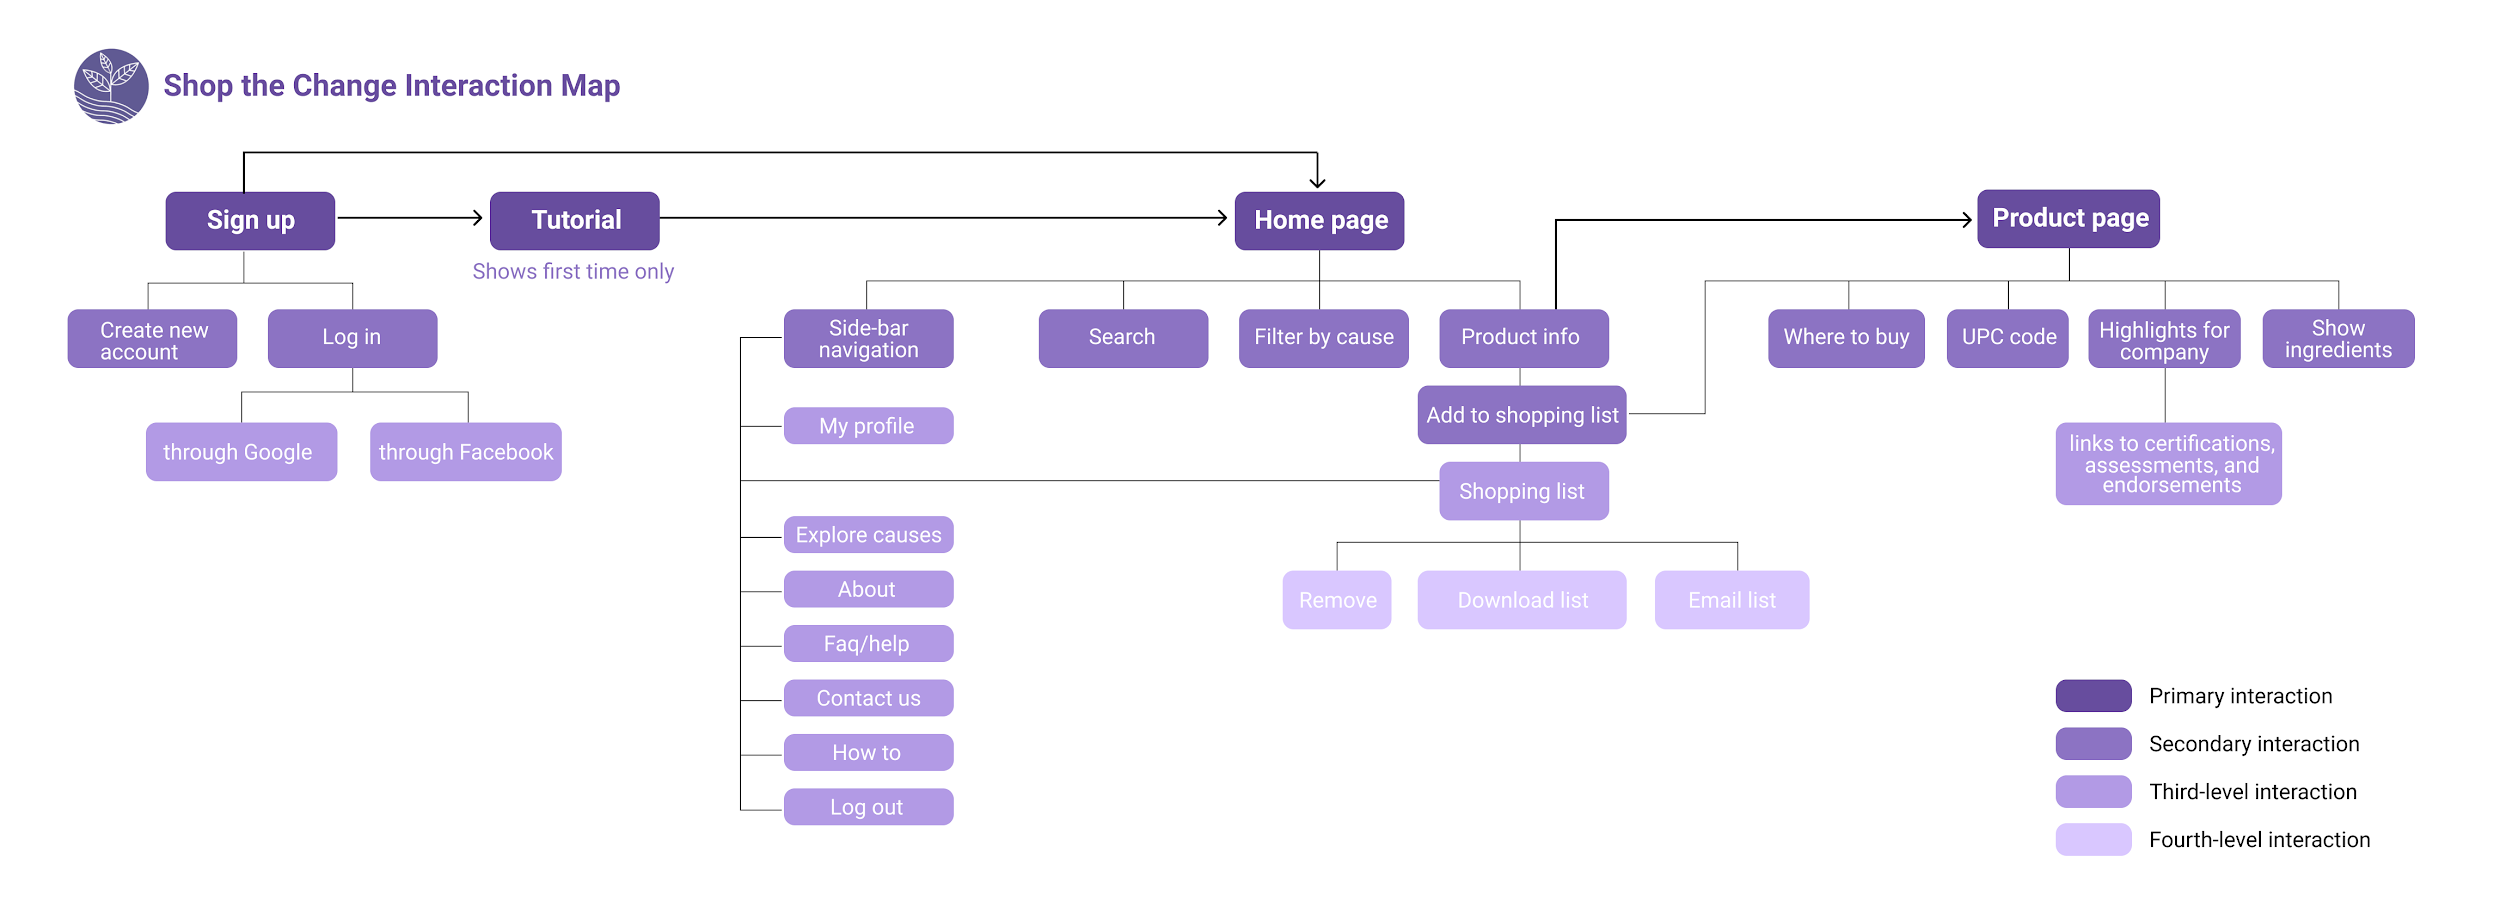 Shop the Change Interaction Map
Sign up
Tutorial
Home page
Product page
Shows first time only
Create new
account
Log in
through Google
through Facebook
Side-bar
navigation
Search
Filter by cause
Product info
Where to buy
UPC code
Highlights for
company
Show
ingredients
My profile
Add to shopping list
Shopping list
links to certifications,
assessments, and
endorsements
Explore causes
About
Faq/help
Contact us
How to
Log out
Remove
Download list
Email list
Primary interaction
Secondary interaction
Third-level interaction
Fourth-level interaction